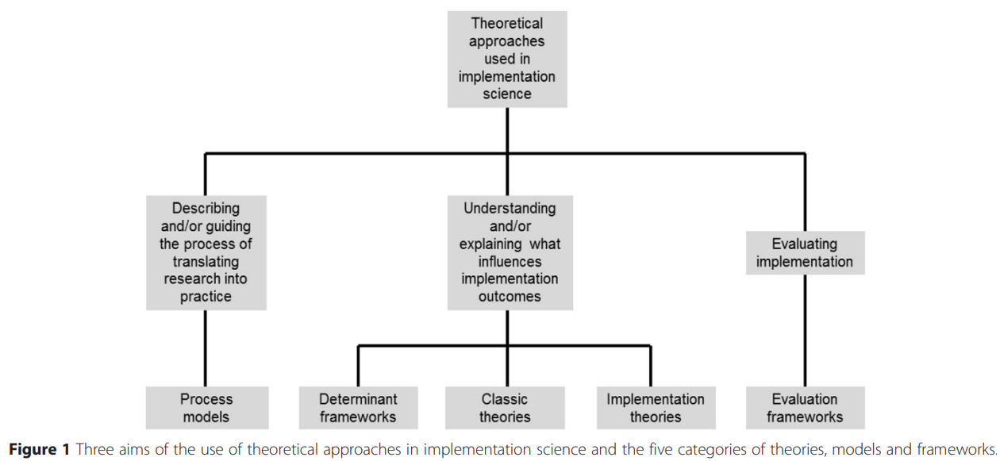 Theoretical
approaches
used in
implementation
science
Describing
and/or guiding
the process of
translating
research into
practice
Understanding
and/or
explaining what
influences
implementation
outcomes
Evaluating
implementation
Process
models
Determinant
frameworks
Classic
theories
Implementation
theories
Evaluation
frameworks
Figure 1 Three aims of the use of theoretical approaches in implementation science and the five categories of theories, models and frameworks.